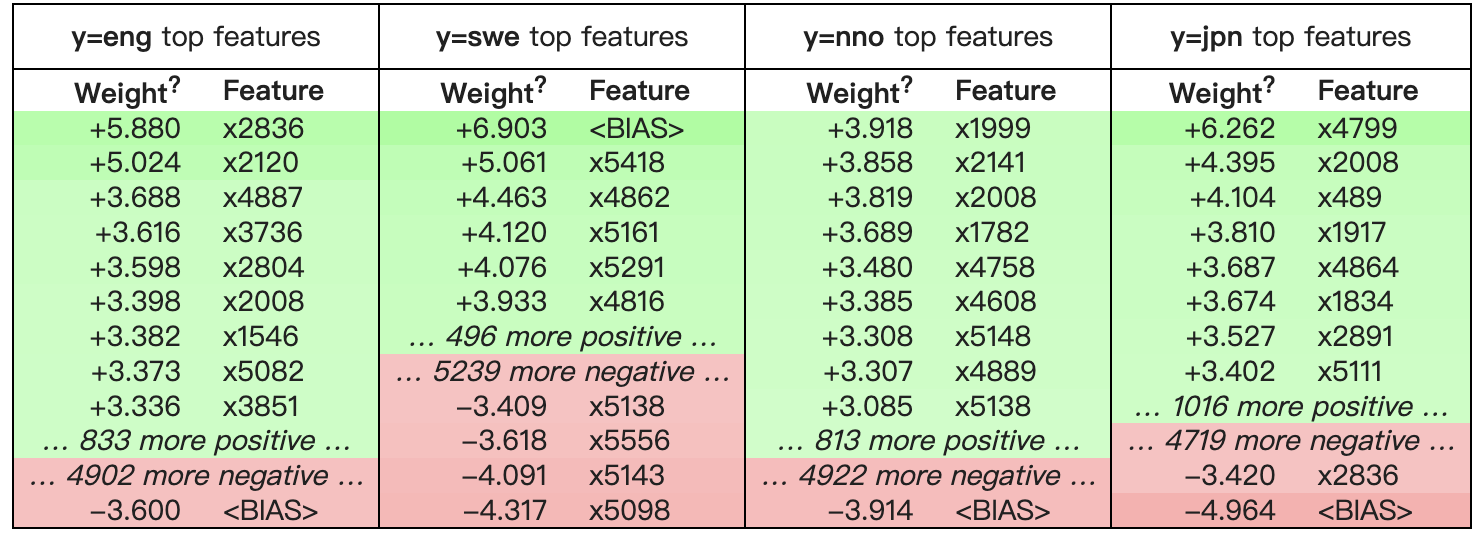 y=eng top features y=swe top features y=nno top features y=jpn top features
Weight? Feature Weight? Feature Weight? Feature Weight? Feature
+5.880 x2836 +6.903 <BIAS> +3.918 x1999 +6.262 x4799
+5.024 x2120 +5.061 x5418 +3.858 x2141 +4.395 x2008
+3.688 x4887 +4.463 x4862 +3.819 x2008 +4.104 x489
+3.616 x3736 +4.120 x5161 +3.689 x1782 +3.810 x1917
+3.598 x2804 +4.076 x5291 +3.480 x4758 +3.687 x4864
+3.398 x2008 +3.933 x4816 +3.385 x4608 +3.674 x1834
+3.382 x1546 … 496 more positive … +3.308 x5148 +3.527 x2891
+3.373 x5082 … 5239 more negative … +3.307 x4889 +3.402 x5111
+3.336 x3851 −3.409 x5138 +3.085 x5138 … 1016 more positive …
… 833 more positive … −3.618 x5556 … 813 more positive … … 4719 more negative …
… 4902 more negative … −4.091 x5143 … 4922 more negative … −3.420 x2836
−3.600 <BIAS> −4.317 x5098 −3.914 <BIAS> −4.964 <BIAS>